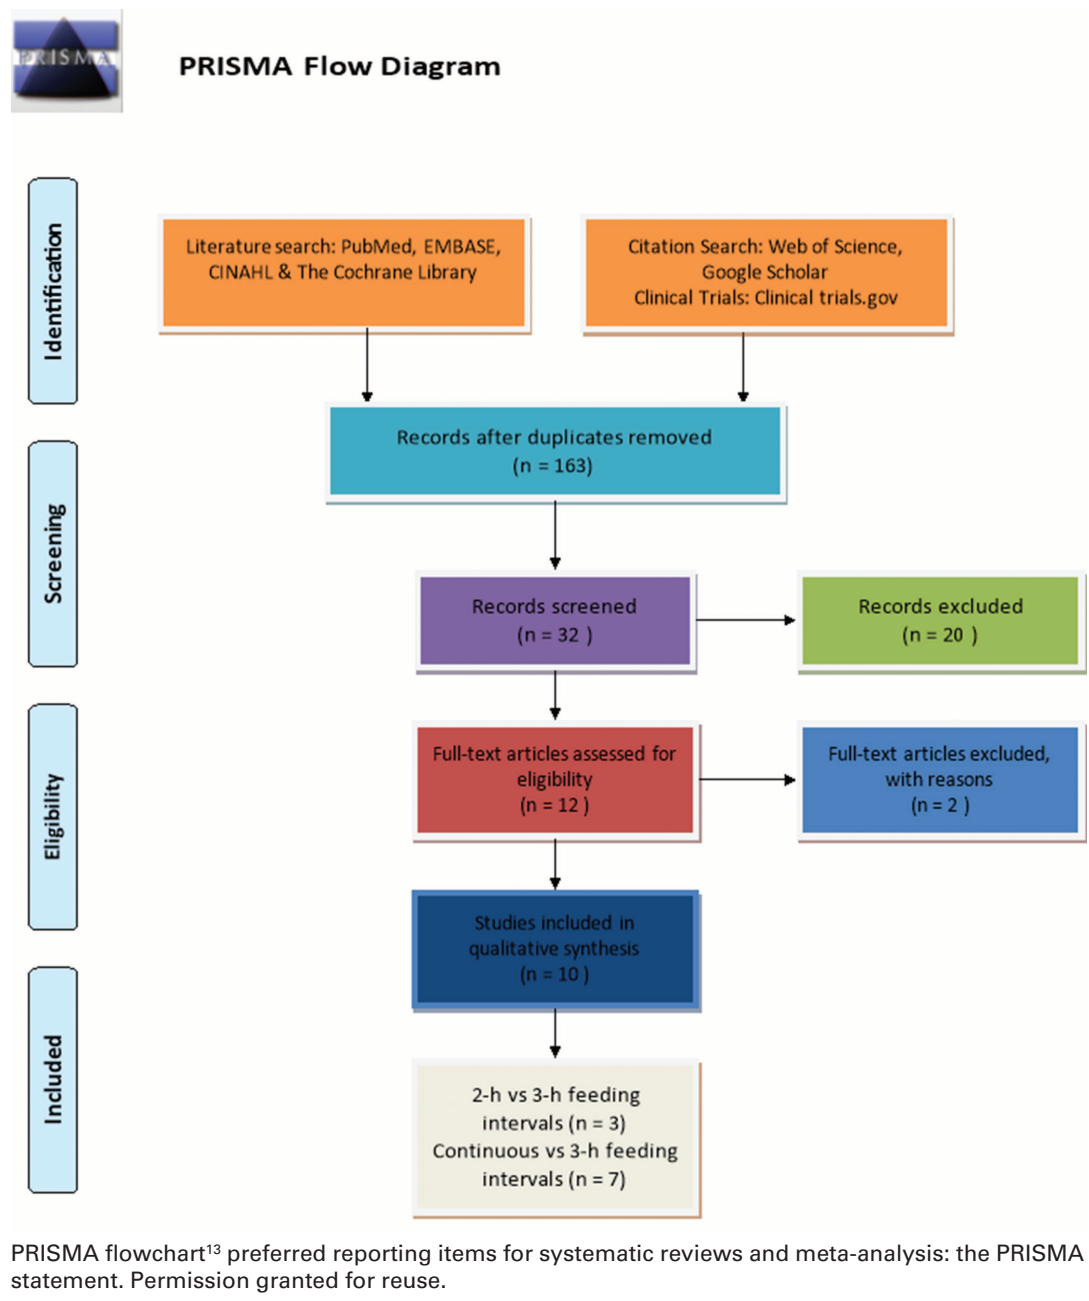 PRISMA
PRISMA Flow Diagram
Identification
Literature search: PubMed, EMBASE,
CINAHL & The Cochrane Library
Citation Search: Web of Science,
Google Scholar
Clinical Trials: Clinical trials.gov
Records after duplicates removed
(n = 163)
Screening
Records screened
(n = 32 )
Records excluded
(n = 20 )
Eligibility
Full-text articles assessed for
eligibility
(n = 12 )
Full-text articles excluded,
with reasons
(n = 2 )
Studies included in
qualitative synthesis
(n = 10 )
Included
2-h vs 3-h feeding
intervals (n = 3)
Continuous vs 3-h feeding
intervals (n = 7)
PRISMA flowchart¹³ preferred reporting items for systematic reviews and meta-analysis: the PRISMA
statement. Permission granted for reuse.